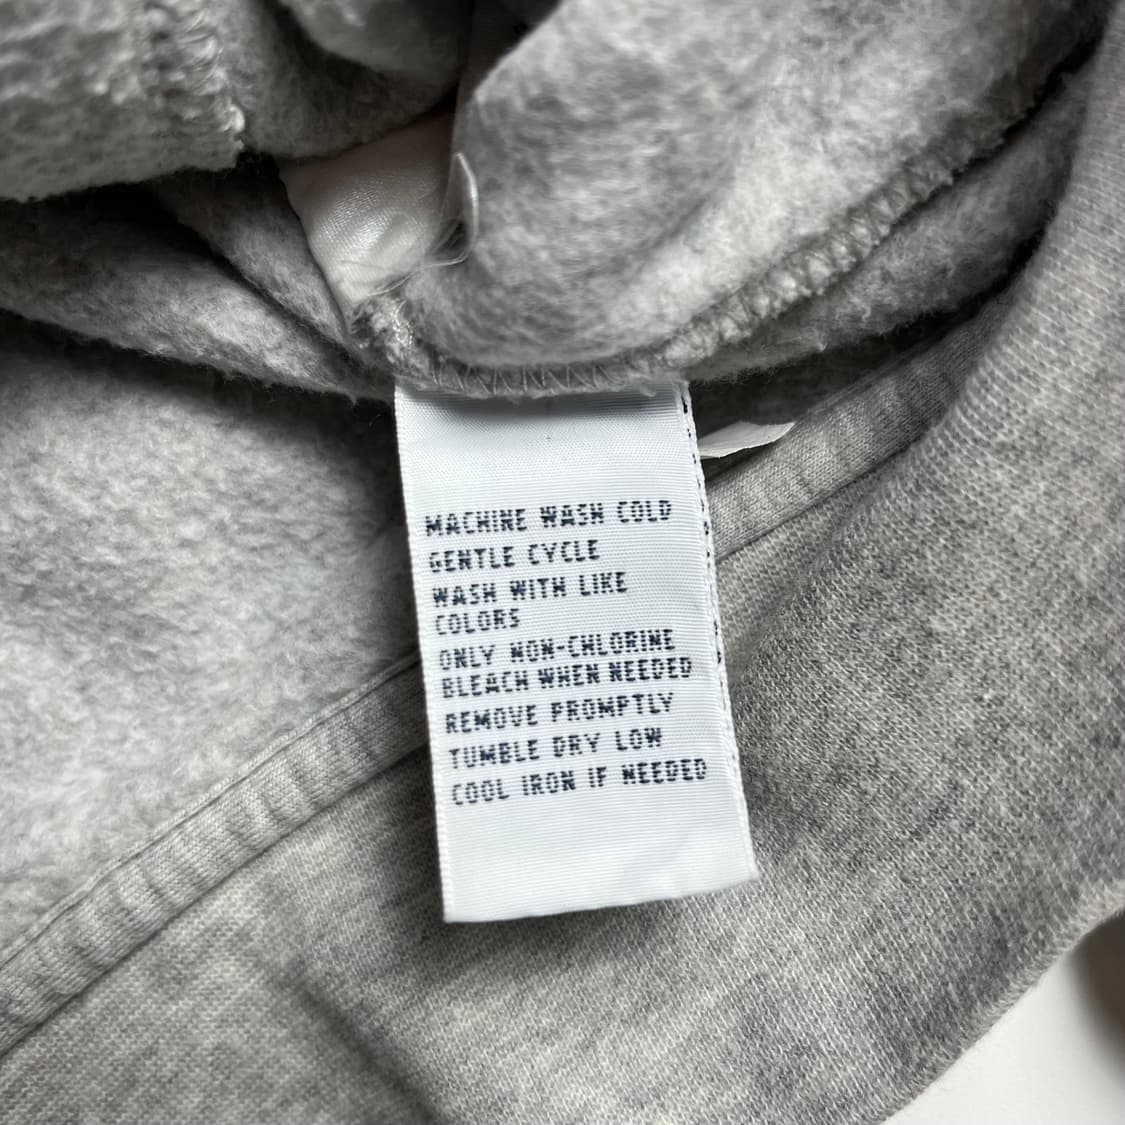 MACHINE WASH COLD
GENTLE CYCLE
WASH WITH LIKE
COLORS
ONLY NON-CHLORINE
BLEACH WHEN NEEDED
REMOVE PROMPTLY
TUMBLE DRY LOW
COOL IRON IF NEEDED